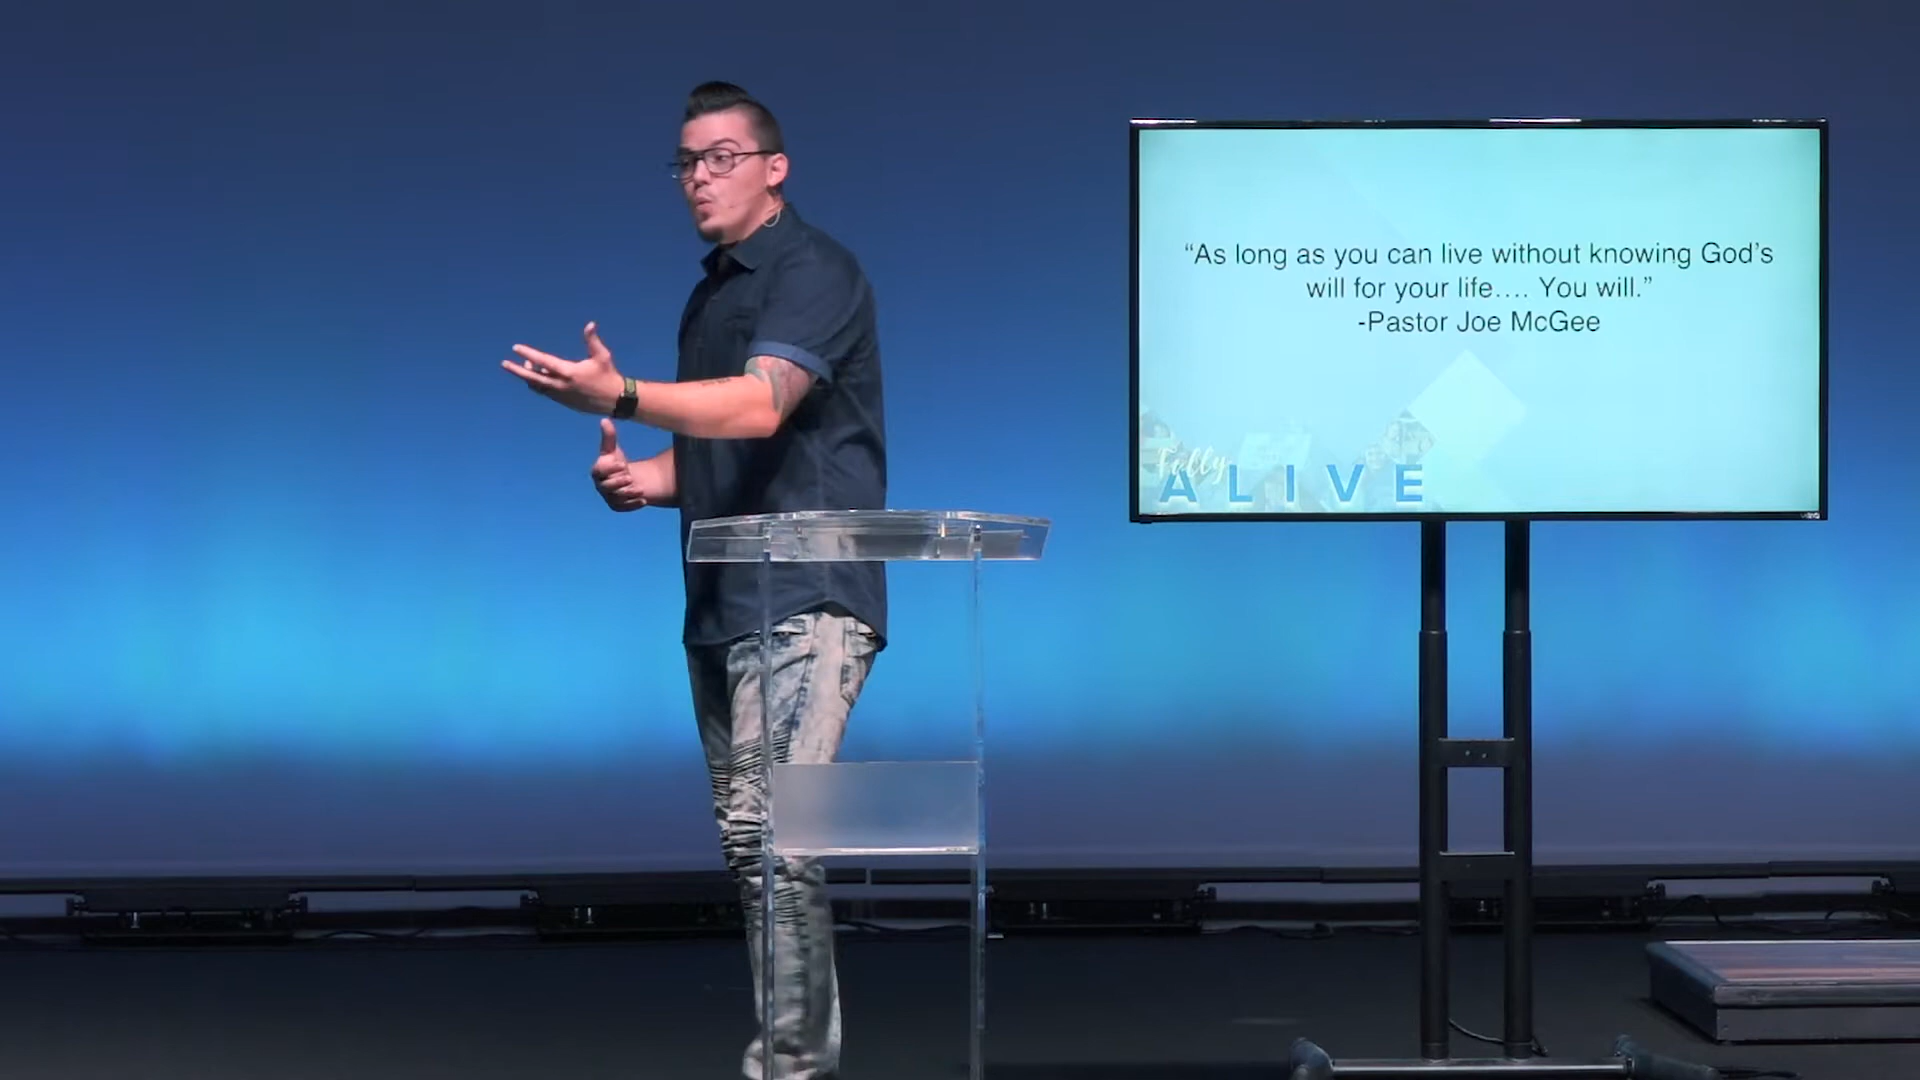 “As long as you can live without knowing God’s
will for your life.... You will.”
-Pastor Joe McGee
Fully
ALIVE